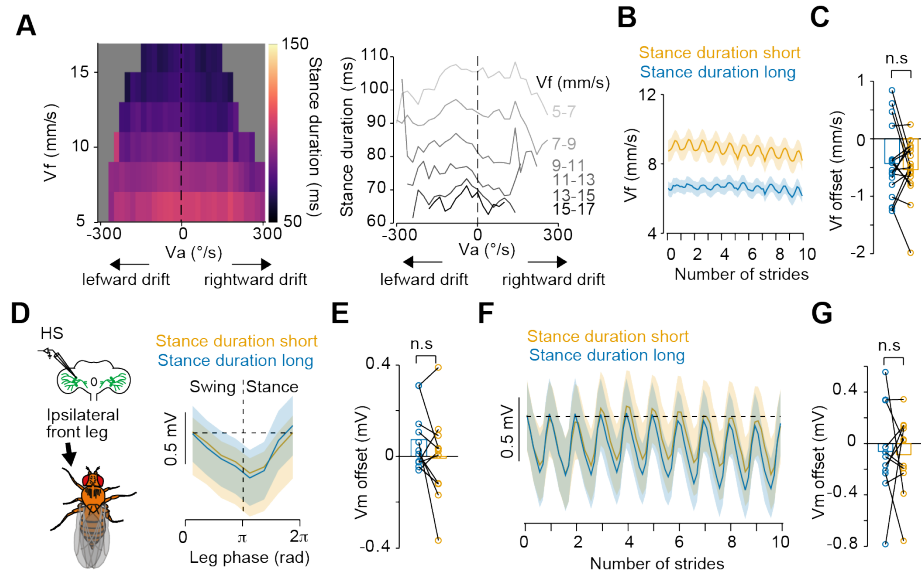 A
Vf (mm/s)
15
10
5
-300
0
300
Va (°/s)
lefward drift
rightward drift
150
50
Stance duration (ms)
Stance duration (ms)
110
100
90
80
70
60
-300
0
300
Va (°/s)
leftward drift
rightward drift
Vf (mm/s)
5-7
7-9
9-11
11-13
13-15
15-17
B
Stance duration short
Stance duration long
Vf (mm/s)
12
8
4
0 2 4 6 8 10
Number of strides
C
n.s
Vf offset (mm/s)
1
0
-1
-2
D
HS
Ipsilateral
front leg
Stance duration short
Stance duration long
Swing
Stance
0.5 mV
0
π
2π
Leg phase (rad)
E
n.s
Vm offset (mV)
0.4
0
-0.4
F
Stance duration short
Stance duration long
0.5 mV
0 2 4 6 8 10
Number of strides
G
n.s
Vm offset (mV)
0.4
0
-0.4
-0.8